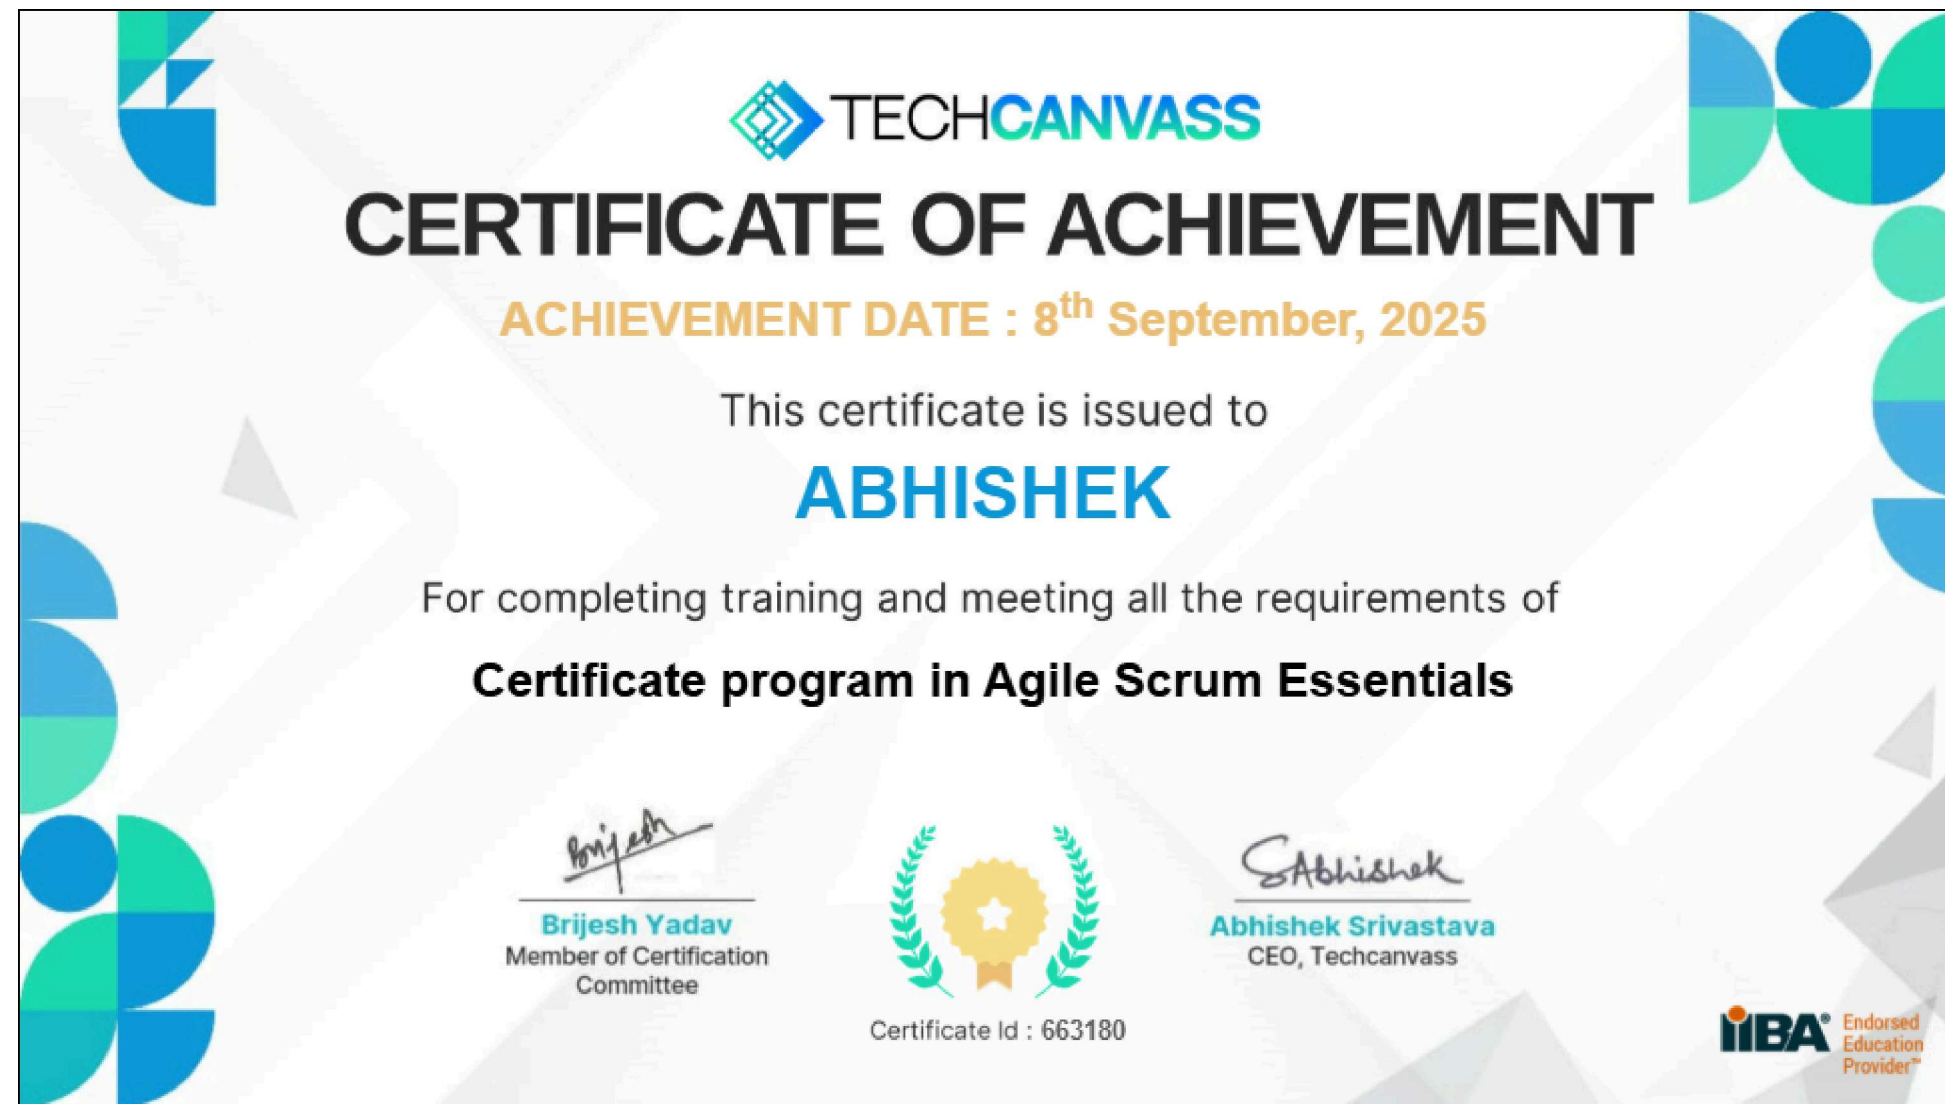 TECHCANVASS
CERTIFICATE OF ACHIEVEMENT
ACHIEVEMENT DATE : 8th September, 2025
This certificate is issued to
ABHISHEK
For completing training and meeting all the requirements of
Certificate program in Agile Scrum Essentials
Brijesh
Brijesh Yadav
Member of Certification
Committee
SAbhishek
Abhishek Srivastava
CEO, Techcanvass
Certificate Id : 663180
IIBA®
Endorsed
Education
Provider™